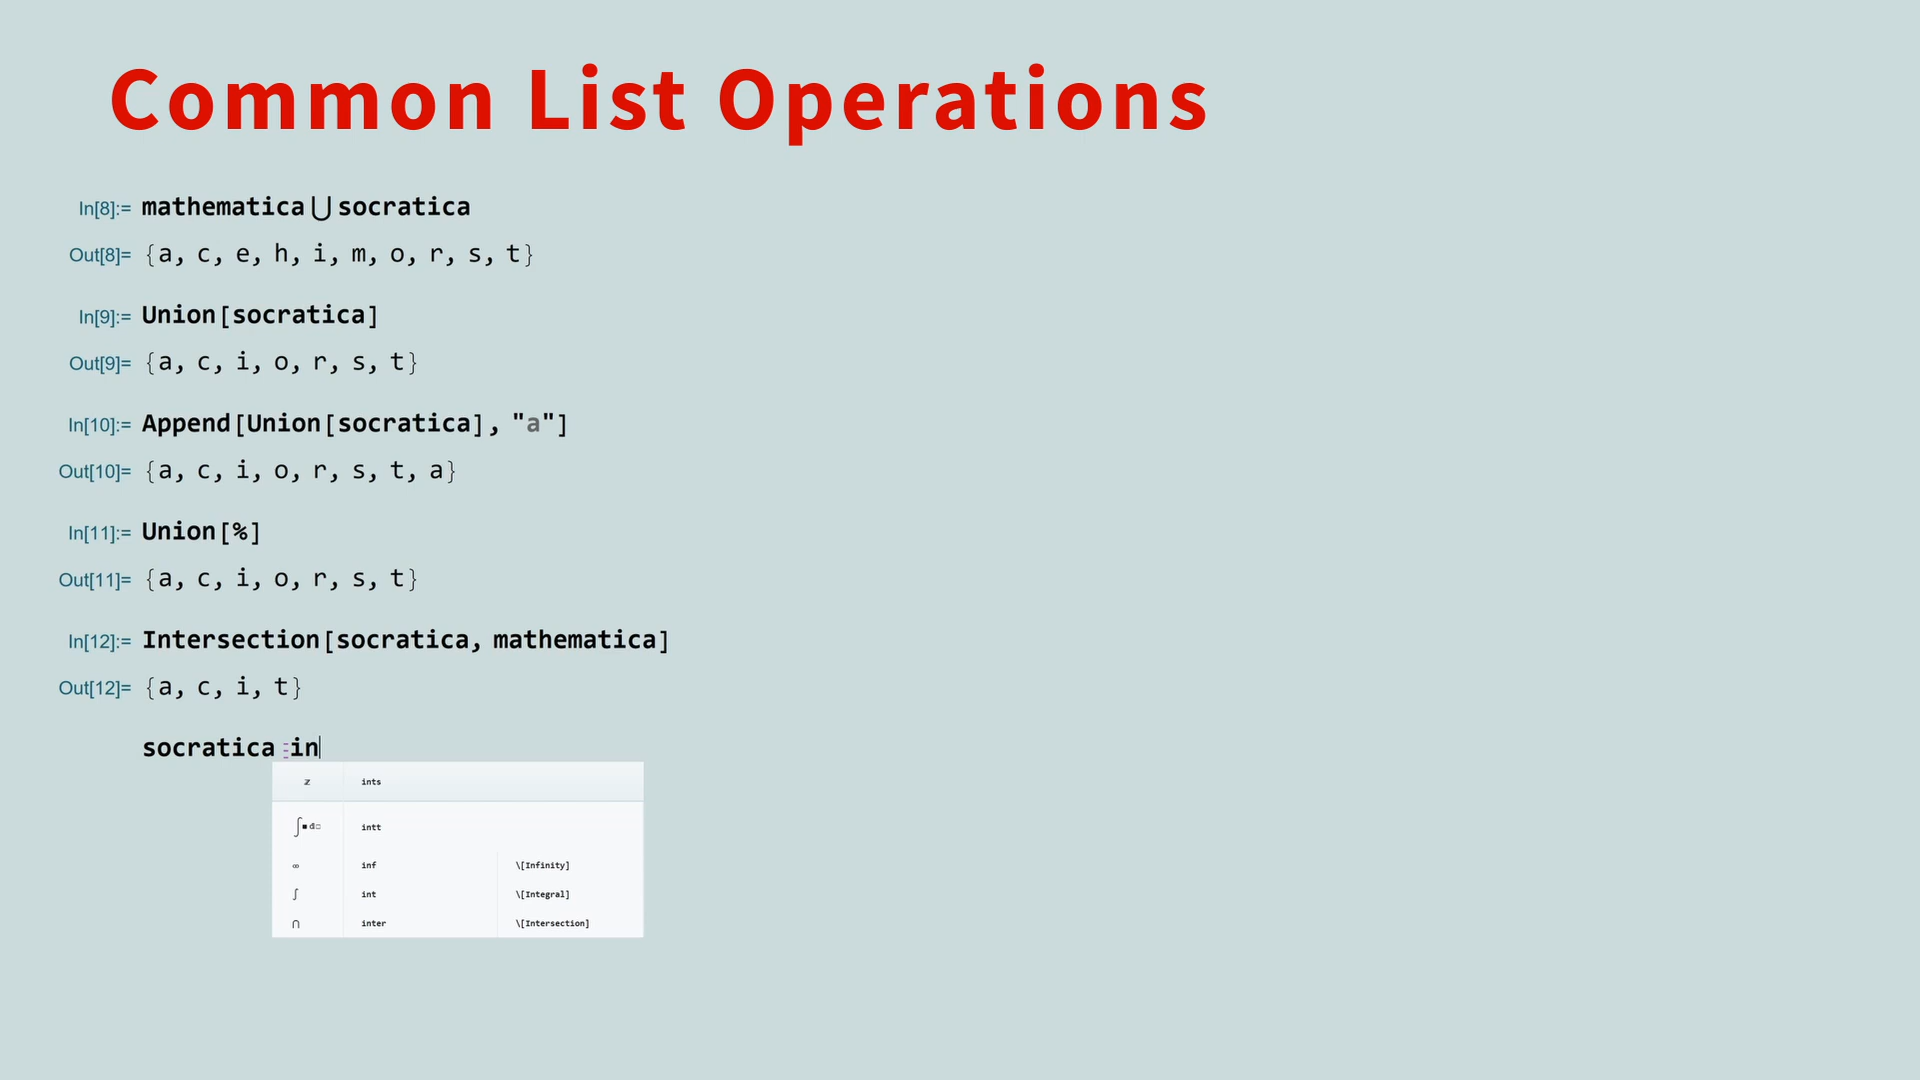 Common List Operations
In[8]:= mathematica ⋃ socratica
Out[8]= {a, c, e, h, i, m, o, r, s, t}
In[9]:= Union[socratica]
Out[9]= {a, c, i, o, r, s, t}
In[10]:= Append[Union[socratica], "a"]
Out[10]= {a, c, i, o, r, s, t, a}
In[11]:= Union[%]
Out[11]= {a, c, i, o, r, s, t}
In[12]:= Intersection[socratica, mathematica]
Out[12]= {a, c, i, t}
socratica ⋮in
ℤ ints
∫■ ⅆ□ intt
∞ inf \[Infinity]
∫ int \[Integral]
⋂ inter \[Intersection]